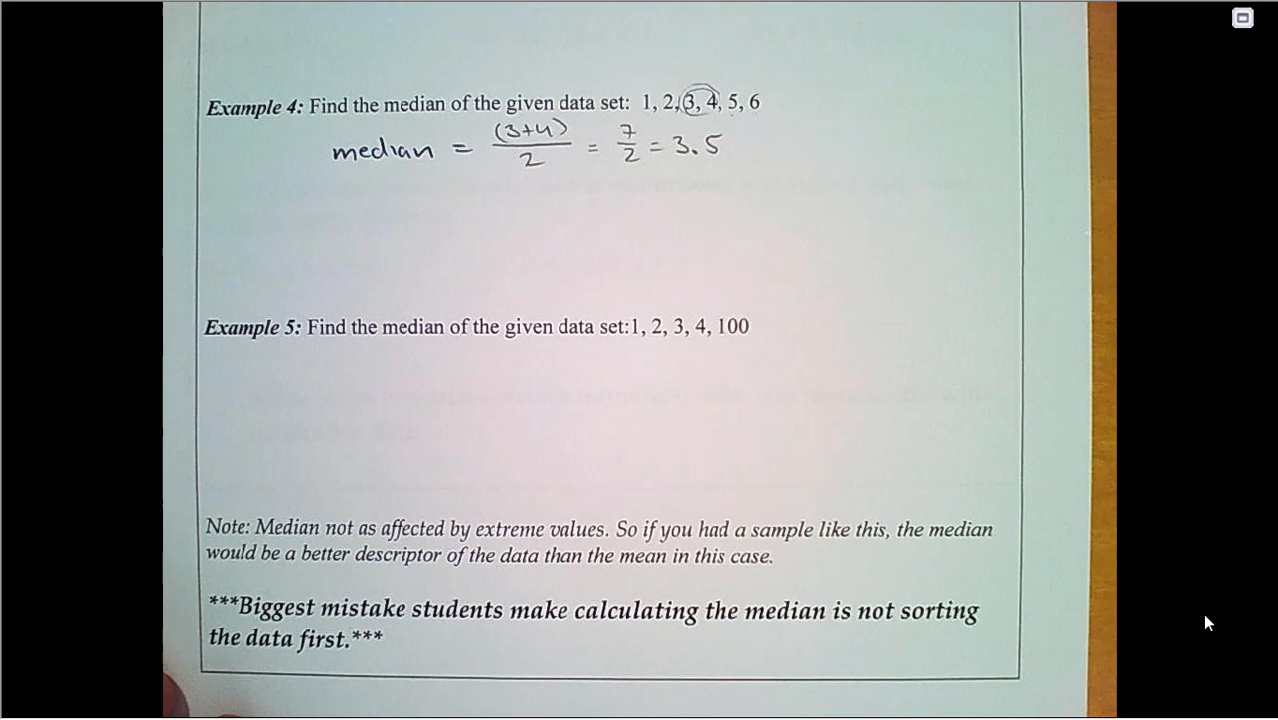 Example 4: Find the median of the given data set: 1, 2, 3, 4, 5, 6
median = (3+4)/2 = 7/2 = 3.5
Example 5: Find the median of the given data set:1, 2, 3, 4, 100
Note: Median not as affected by extreme values. So if you had a sample like this, the median
would be a better descriptor of the data than the mean in this case.
***Biggest mistake students make calculating the median is not sorting
the data first.***